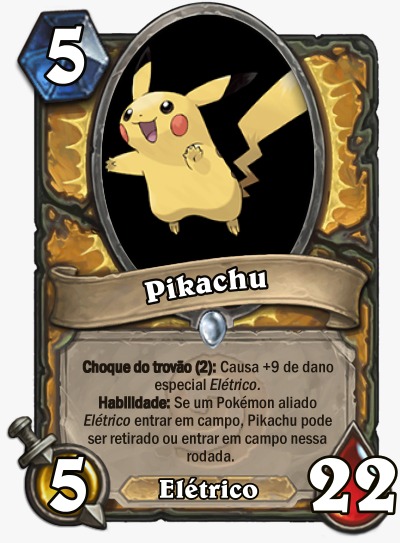 5
Pikachu
Choque do trovão (2): Causa +9 de dano
especial Elétrico.
Habilidade: Se um Pokémon aliado
Elétrico entrar em campo, Pikachu pode
ser retirado ou entrar em campo nessa
rodada.
5
Elétrico
22